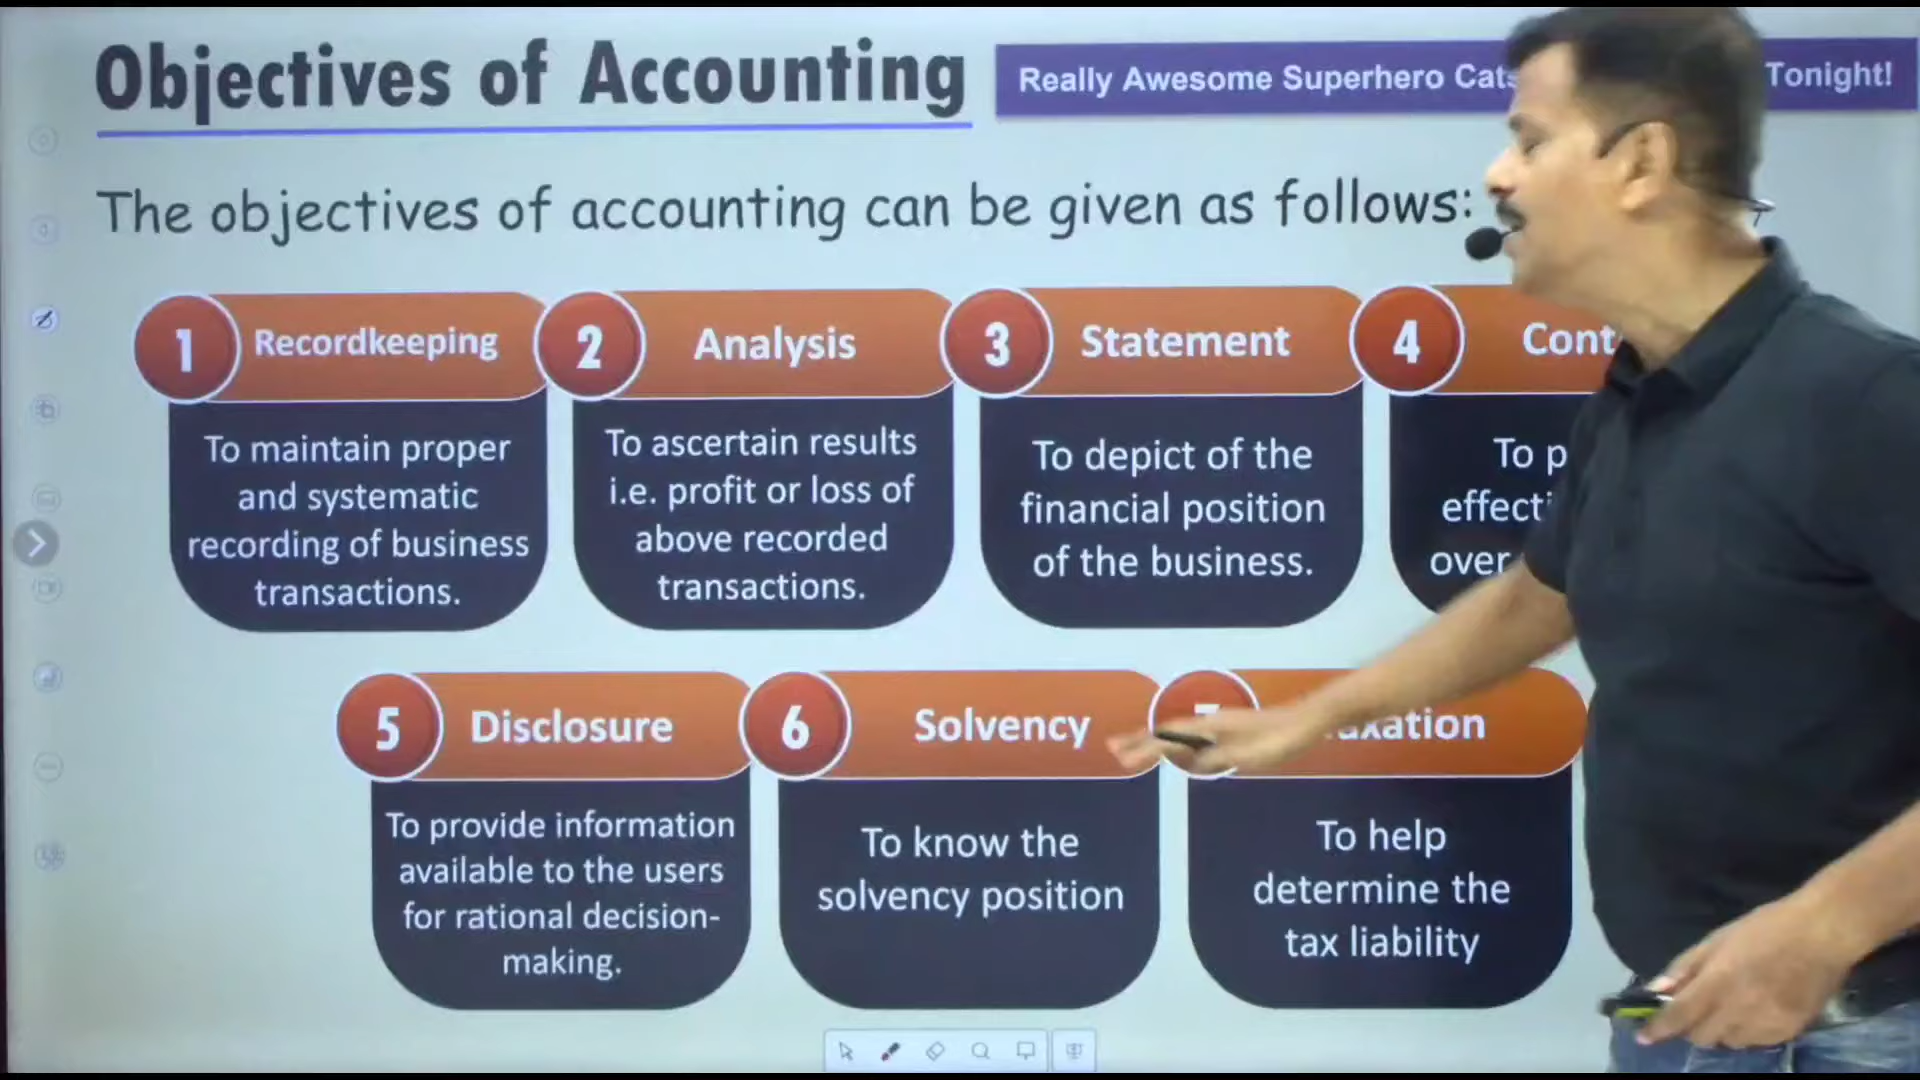 Objectives of Accounting
Really Awesome Superhero Cats Tonight!
The objectives of accounting can be given as follows:
1 Recordkeeping
To maintain proper
and systematic
recording of business
transactions.
2 Analysis
To ascertain results
i.e. profit or loss of
above recorded
transactions.
3 Statement
To depict of the
financial position
of the business.
4
To
over
5 Disclosure
To provide information
available to the users
for rational decision-
making.
6 Solvency
To know the
solvency position
To help
determine the
tax liability